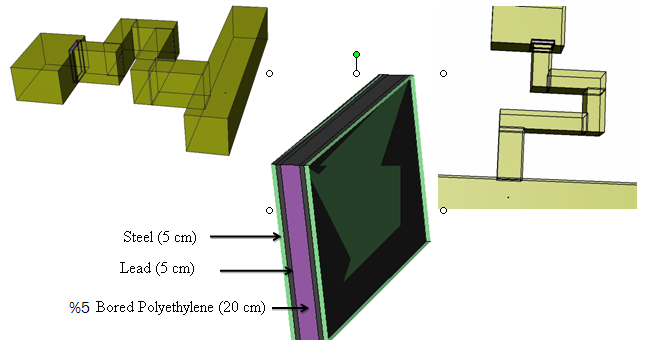 Steel (5 cm)
Lead (5 cm)
%5 Bored Polyethylene (20 cm)